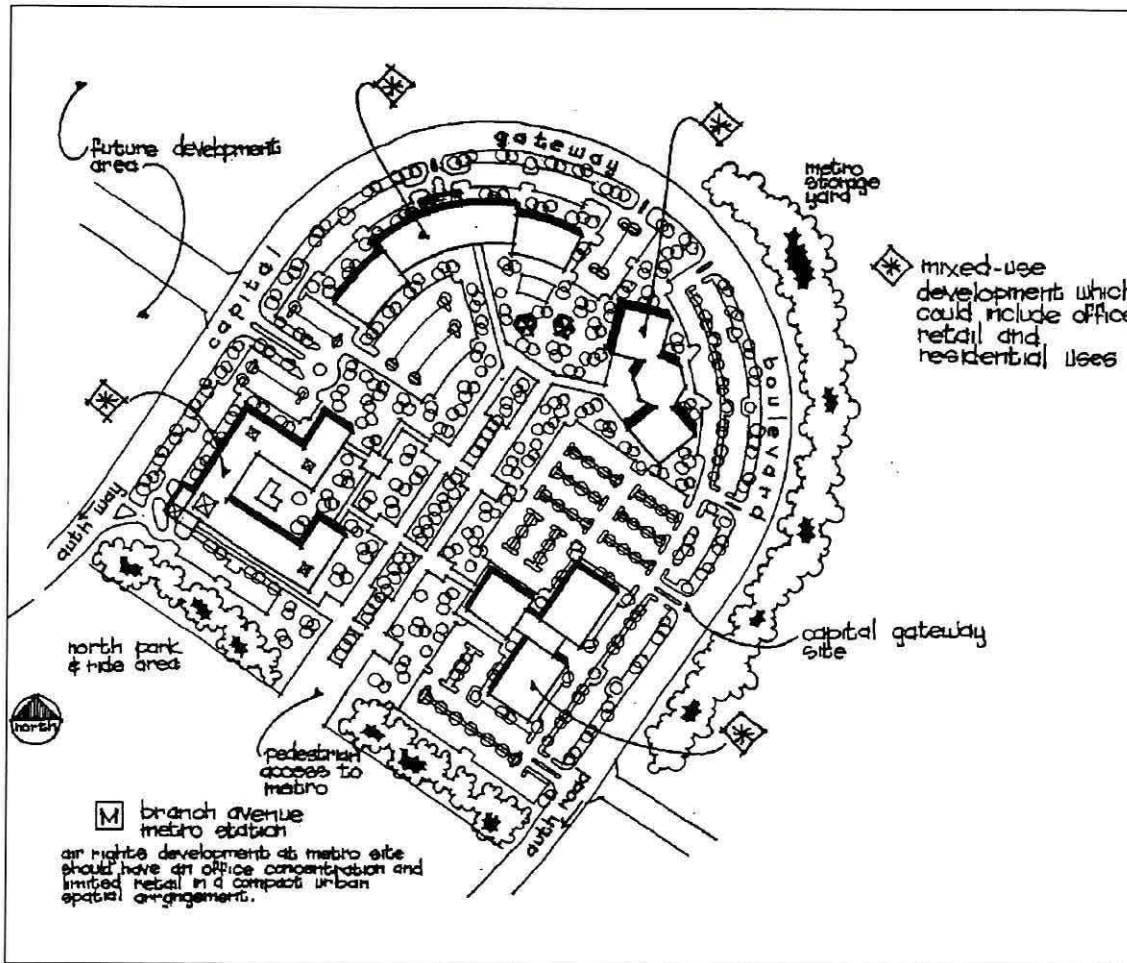 future development
area
capital
gateway
boulevard
metro
storage
yard
mixed-use
development which
could include office
retail and
residential uses
auth way
north park
& ride area
north
capital gateway
site
pedestrian
access to
metro
auth road
M branch avenue
metro station
air rights development at metro site
should have an office concentration and
limited retail in a compact urban
spatial arrangement.